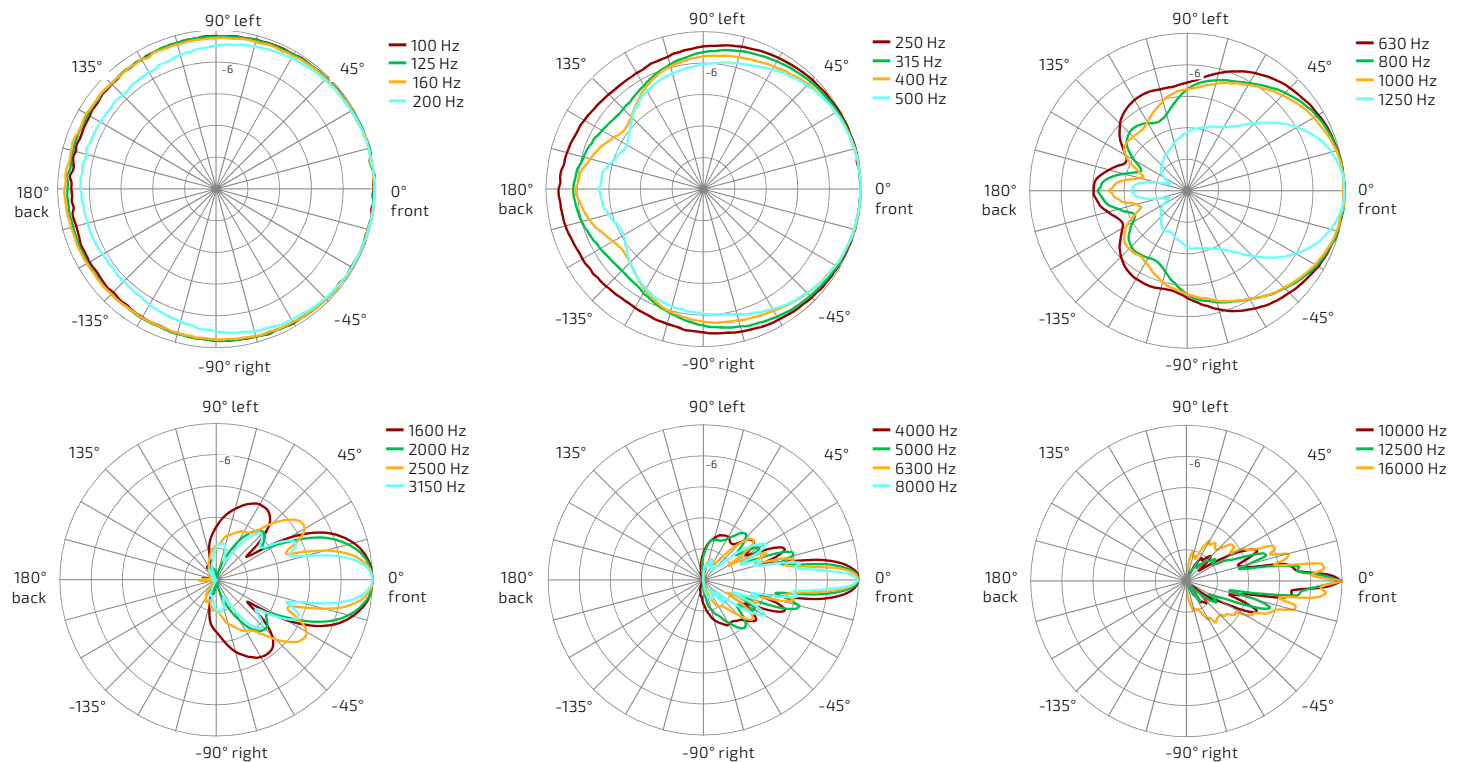 90° left
135°
45°
-6
180°
back
0°
front
-135°
-45°
-90° right
100 Hz
125 Hz
160 Hz
200 Hz
90° left
135°
45°
-6
180°
back
0°
front
-135°
-45°
-90° right
250 Hz
315 Hz
400 Hz
500 Hz
90° left
135°
45°
-6
180°
back
0°
front
-135°
-45°
-90° right
630 Hz
800 Hz
1000 Hz
1250 Hz
90° left
135°
45°
-6
180°
back
0°
front
-135°
-45°
-90° right
1600 Hz
2000 Hz
2500 Hz
3150 Hz
90° left
135°
45°
-6
180°
back
0°
front
-135°
-45°
-90° right
4000 Hz
5000 Hz
6300 Hz
8000 Hz
90° left
135°
45°
-6
180°
back
0°
front
-135°
-45°
-90° right
10000 Hz
12500 Hz
16000 Hz